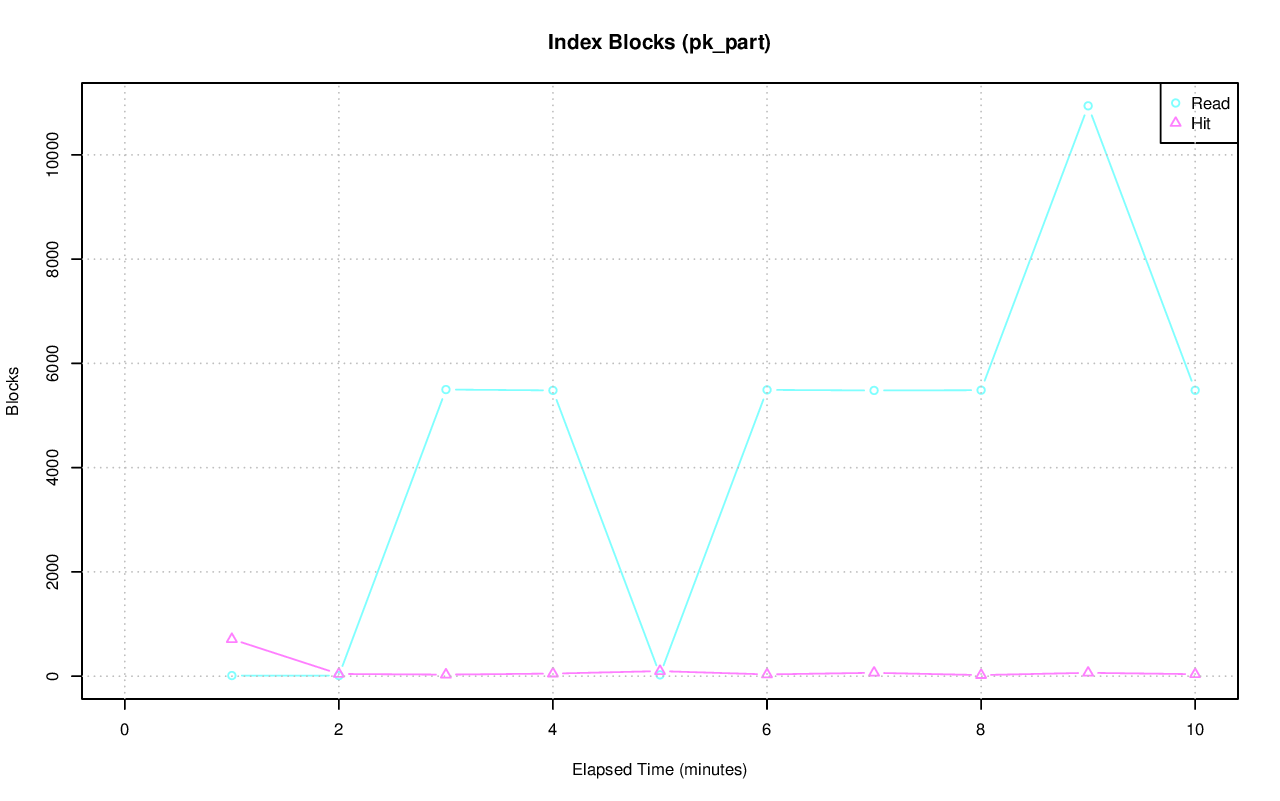 Index Blocks (pk_part)
Read
Hit
Blocks
10000
8000
6000
4000
2000
0
0 2 4 6 8 10
Elapsed Time (minutes)